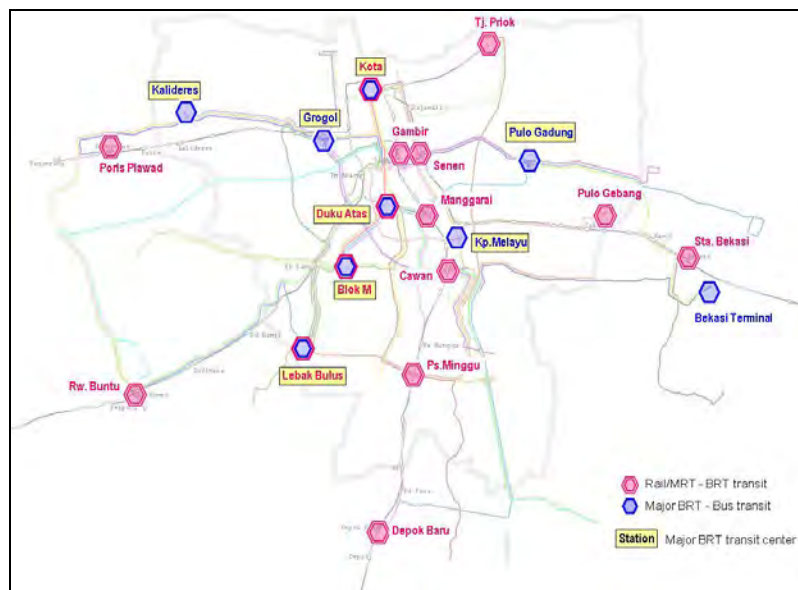 Tj. Priok
Kota
Kalideres
Grogol
Gambir
Pulo Gadung
Senen
Poris Plawad
Pulo Gebang
Manggarai
Duku Atas
Kp.Melayu
Sta. Bekasi
Cawan
Blok M
Bekasi Terminal
Lebak Bulus
Ps.Minggu
Rw. Buntu
Rail/MRT - BRT transit
Major BRT - Bus transit
Station
Major BRT transit center
Depok Baru